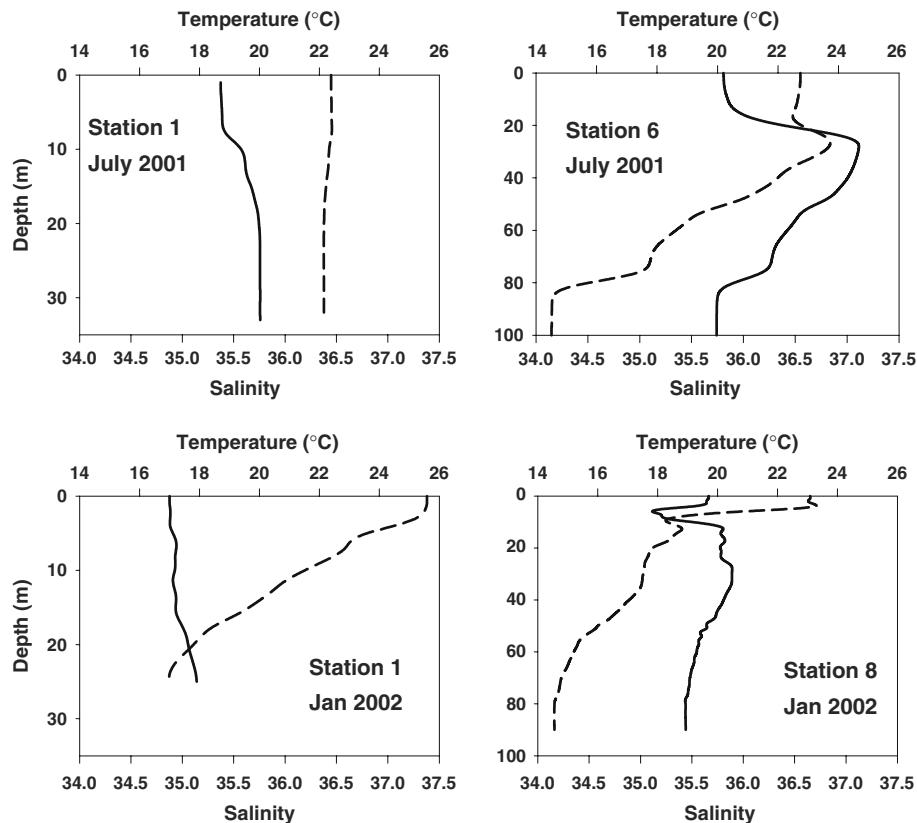 Temperature (°C)
14 16 18 20 22 24 26
0
10
20
30
Depth (m)
Station 1
July 2001
34.0 34.5 35.0 35.5 36.0 36.5 37.0 37.5
Salinity
Temperature (°C)
14 16 18 20 22 24 26
0
20
40
60
80
100
Station 6
July 2001
34.0 34.5 35.0 35.5 36.0 36.5 37.0 37.5
Salinity
Temperature (°C)
14 16 18 20 22 24 26
0
10
20
30
Depth (m)
Station 1
Jan 2002
34.0 34.5 35.0 35.5 36.0 36.5 37.0 37.5
Salinity
Temperature (°C)
14 16 18 20 22 24 26
0
20
40
60
80
100
Station 8
Jan 2002
34.0 34.5 35.0 35.5 36.0 36.5 37.0 37.5
Salinity